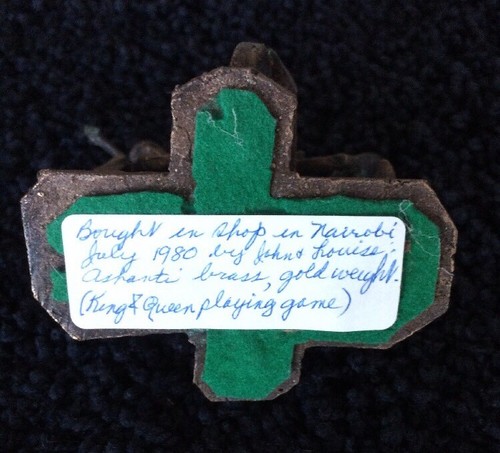 Bought in shop in Nairobi
July 1980 by John & Louise.
Ashanti brass, gold weight.
(King & Queen playing game)